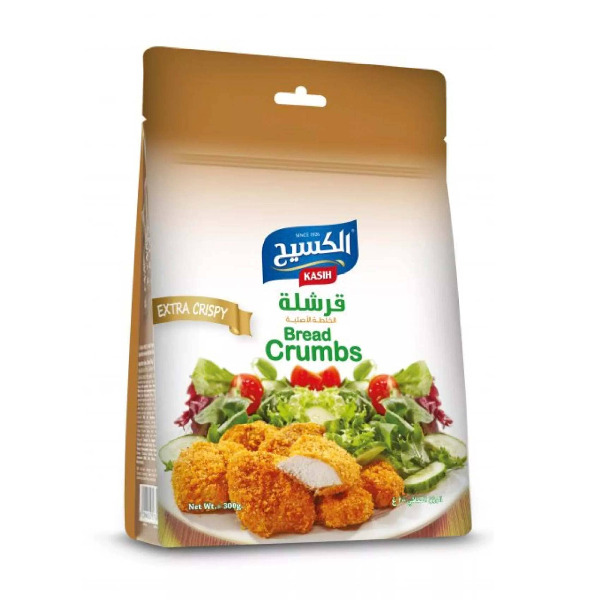 SINCE 1926
الكسيح
KASIH
قرشلة
الخلطة الأصلية
EXTRA CRISPY
Bread
Crumbs
Net Wt.: 300g